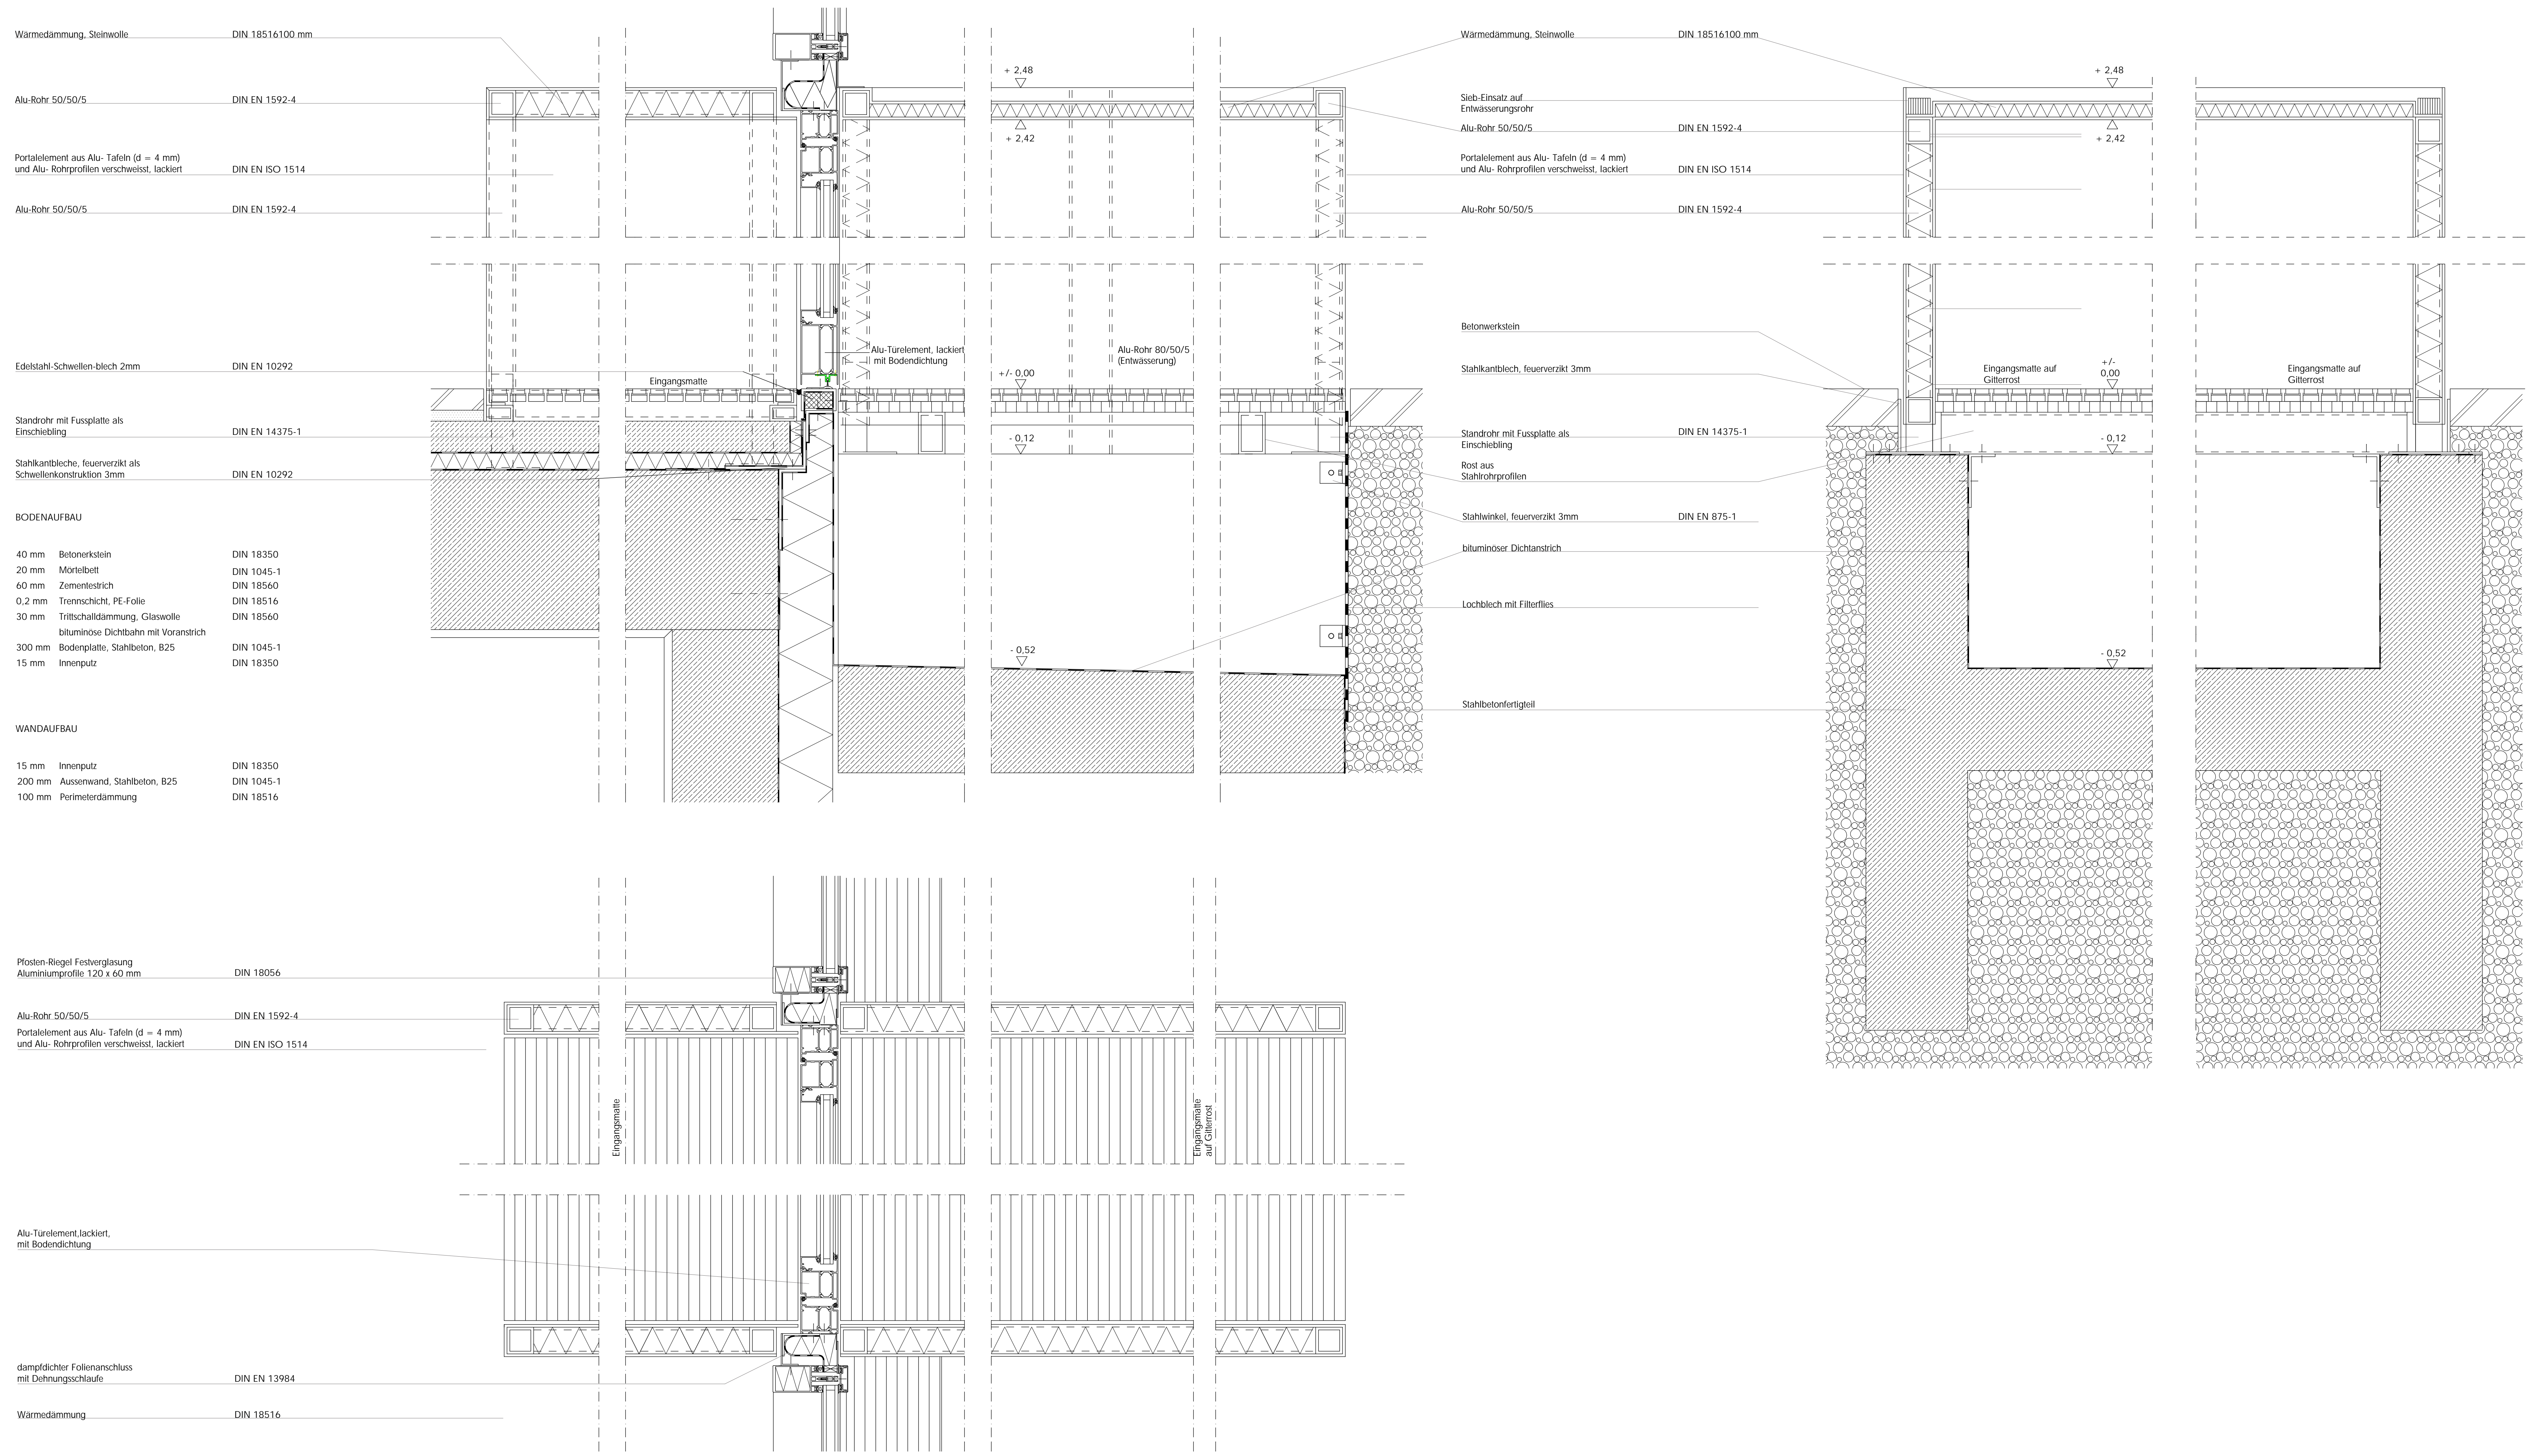 Wärmedämmung, Steinwolle DIN 18516100 mm
Alu-Rohr 50/50/5 DIN EN 1592-4
Portalelement aus Alu- Tafeln (d = 4 mm)
und Alu- Rohrprofilen verschweisst, lackiert DIN EN ISO 1514
Alu-Rohr 50/50/5 DIN EN 1592-4
Edelstahl-Schwellen-blech 2mm DIN EN 10292
Standrohr mit Fussplatte als
Einschiebling DIN EN 14375-1
Stahlkantbleche, feuerverzikt als
Schwellenkonstruktion 3mm DIN EN 10292
BODENAUFBAU
40 mm Betonerkstein DIN 18350
20 mm Mörtelbett DIN 1045-1
60 mm Zementestrich DIN 18560
0,2 mm Trennschicht, PE-Folie DIN 18516
30 mm Trittschalldämmung, Glaswolle DIN 18560
bituminöse Dichtbahn mit Voranstrich
300 mm Bodenplatte, Stahlbeton, B25 DIN 1045-1
15 mm Innenputz DIN 18350
WANDAUFBAU
15 mm Innenputz DIN 18350
200 mm Aussenwand, Stahlbeton, B25 DIN 1045-1
100 mm Perimeterdämmung DIN 18516
+ 2,48
+ 2,42
Alu-Türelement, lackiert
mit Bodendichtung
Alu-Rohr 80/50/5
(Entwässerung)
Eingangsmatte
+/- 0,00
- 0,12
- 0,52
Wärmedämmung, Steinwolle DIN 18516100 mm
Sieb-Einsatz auf
Entwässerungsrohr
Alu-Rohr 50/50/5 DIN EN 1592-4
Portalelement aus Alu- Tafeln (d = 4 mm)
und Alu- Rohrprofilen verschweisst, lackiert DIN EN ISO 1514
Alu-Rohr 50/50/5 DIN EN 1592-4
Betonwerkstein
Stahlkantblech, feuerverzikt 3mm
Standrohr mit Fussplatte als DIN EN 14375-1
Einschiebling
Rost aus
Stahlrohrprofilen
Stahlwinkel, feuerverzikt 3mm DIN EN 875-1
bituminöser Dichtanstrich
Lochblech mit Filterflies
Stahlbetonfertigteil
+ 2,48
+ 2,42
Eingangsmatte auf
Gitterrost
+/-
0,00
Eingangsmatte auf
Gitterrost
- 0,12
- 0,52
Pfosten-Riegel Festverglasung
Aluminiumprofile 120 x 60 mm DIN 18056
Alu-Rohr 50/50/5 DIN EN 1592-4
Portalelement aus Alu- Tafeln (d = 4 mm)
und Alu- Rohrprofilen verschweisst, lackiert DIN EN ISO 1514
Eingangsmatte
Eingangsmatte
auf Gitterrost
Alu-Türelement,lackiert,
mit Bodendichtung
dampfdichter Folienanschluss
mit Dehnungsschlaufe DIN EN 13984
Wärmedämmung DIN 18516